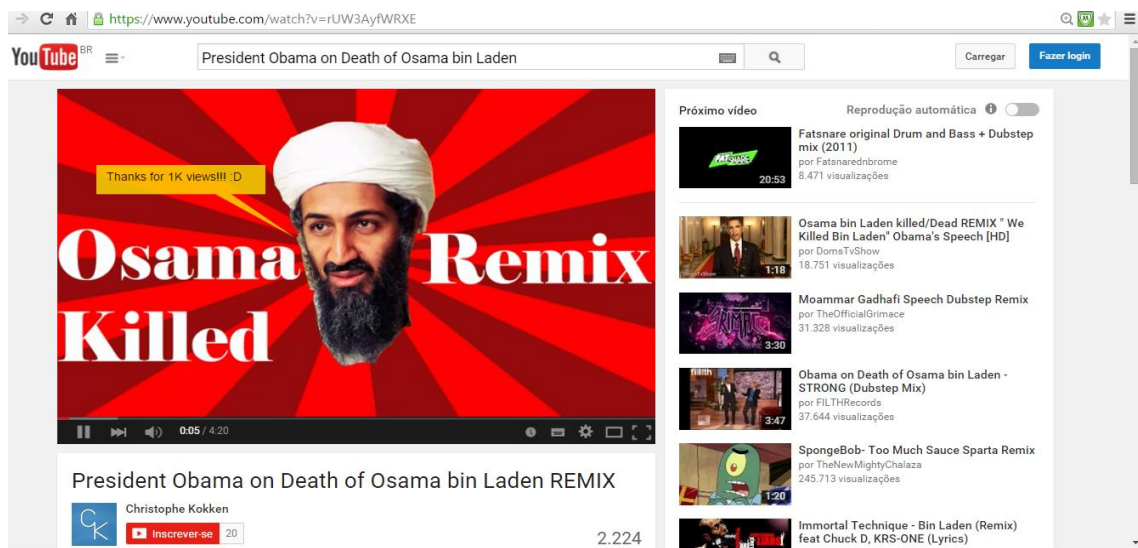 https://www.youtube.com/watch?v=rUW3AyfWRXE
YouTube BR
President Obama on Death of Osama bin Laden
Carregar
Fazer login
Thanks for 1K views!!! :D
Osama Remix
Killed
0:05 / 4:20
President Obama on Death of Osama bin Laden REMIX
CK
Christophe Kokken
Inscrever-se 20
2.224
Próximo vídeo
Reprodução automática
FATSNARE
20:53
Fatsnare original Drum and Bass + Dubstep
mix (2011)
por Fatsnarednbrome
8.471 visualizações
DomsTvShow
1:18
Osama bin Laden killed/Dead REMIX " We
Killed Bin Laden" Obama's Speech [HD]
por DomsTvShow
18.751 visualizações
3:30
Moammar Gadhafi Speech Dubstep Remix
por TheOfficialGrimace
31.328 visualizações
filth
3:47
Obama on Death of Osama bin Laden -
STRONG (Dubstep Mix)
por FILTHRecords
37.644 visualizações
1:20
SpongeBob- Too Much Sauce Sparta Remix
por TheNewMightyChalaza
245.713 visualizações
Immortal Technique - Bin Laden (Remix)
feat Chuck D, KRS-ONE (Lyrics)